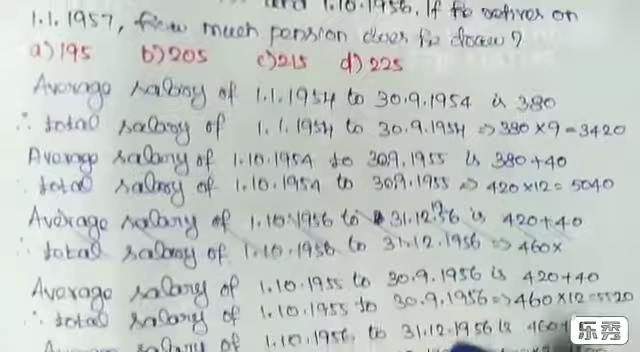 and 1.10.1956. If he retires on
1.1.1957, how much pension does he draw?
a) 195 b) 205 c) 215 d) 225
Average salary of 1.1.1954 to 30.9.1954 is 380
∴ total salary of 1.1.1954 to 30.9.1954 ⇒ 380 × 9 = 3420
Average salary of 1.10.1954 to 30.9.1955 is 380+40
∴ total salary of 1.10.1954 to 30.9.1955 ⇒ 420×12 = 5040
Average salary of 1.10.1956 to 31.12.56 is 420+40
∴ total salary of 1.10.1956 to 31.12.1956 ⇒ 460×
Average salary of 1.10.1955 to 30.9.1956 is 420+40
∴ total salary of 1.10.1955 to 30.9.1956 ⇒ 460×12 = 5520
salary of 1.10.1956 to 31.12.1956 is 460
乐秀